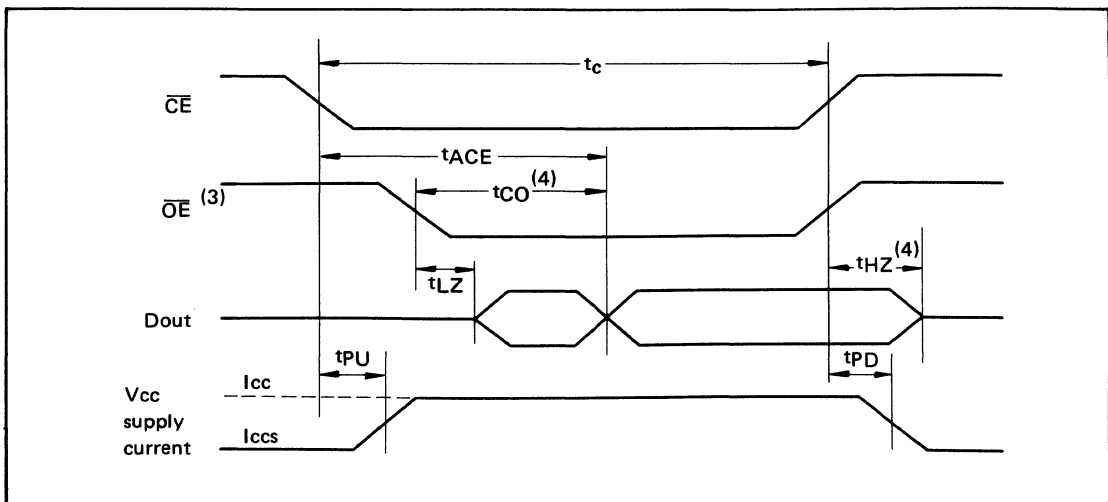 tc
CE
tACE
tCO (4)
OE (3)
tHZ (4)
tLZ
Dout
tPU
tPD
Icc
Vcc
supply
current
Iccs